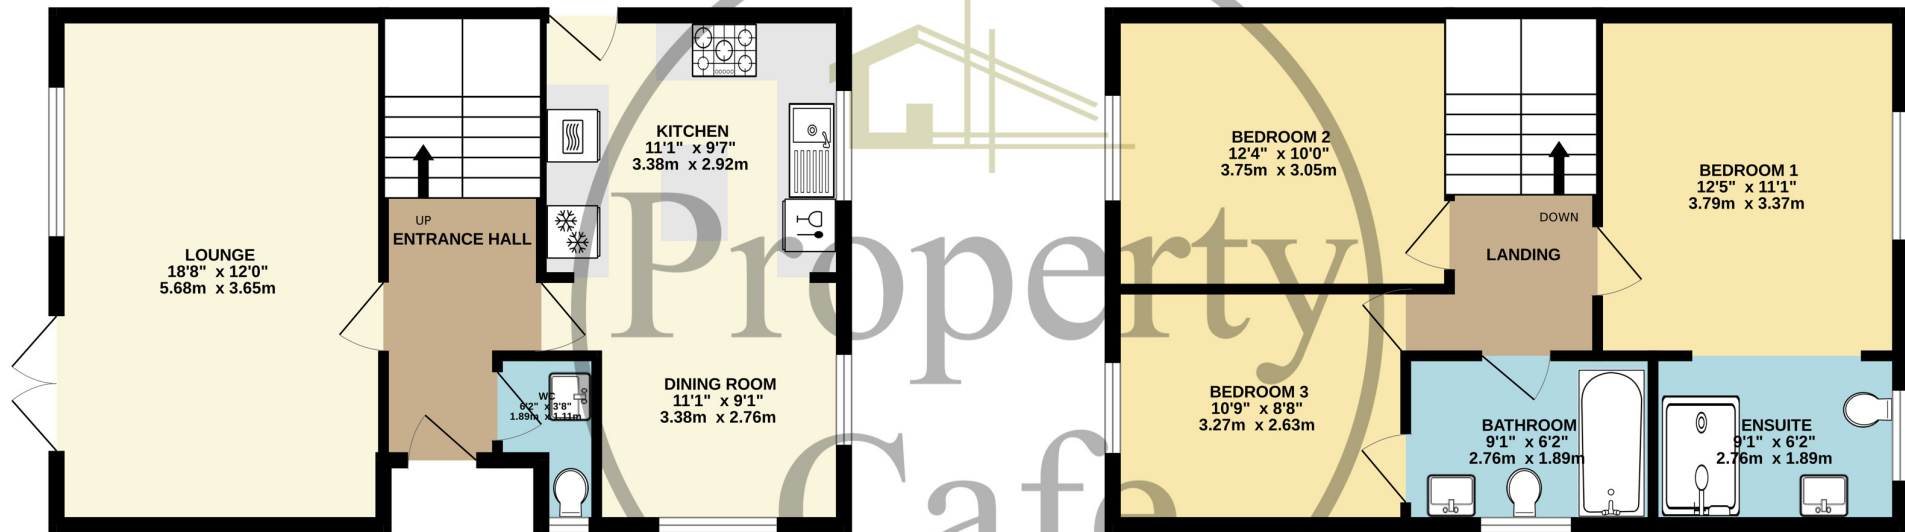 LOUNGE
18'8" x 12'0"
5.68m x 3.65m
UP
ENTRANCE HALL
KITCHEN
11'1" x 9'7"
3.38m x 2.92m
WC
6'2" x 3'8"
1.89m x 1.11m
DINING ROOM
11'1" x 9'1"
3.38m x 2.76m
BEDROOM 2
12'4" x 10'0"
3.75m x 3.05m
DOWN
LANDING
BEDROOM 1
12'5" x 11'1"
3.79m x 3.37m
BEDROOM 3
10'9" x 8'8"
3.27m x 2.63m
BATHROOM
9'1" x 6'2"
2.76m x 1.89m
ENSUITE
9'1" x 6'2"
2.76m x 1.89m
Property
Cafe